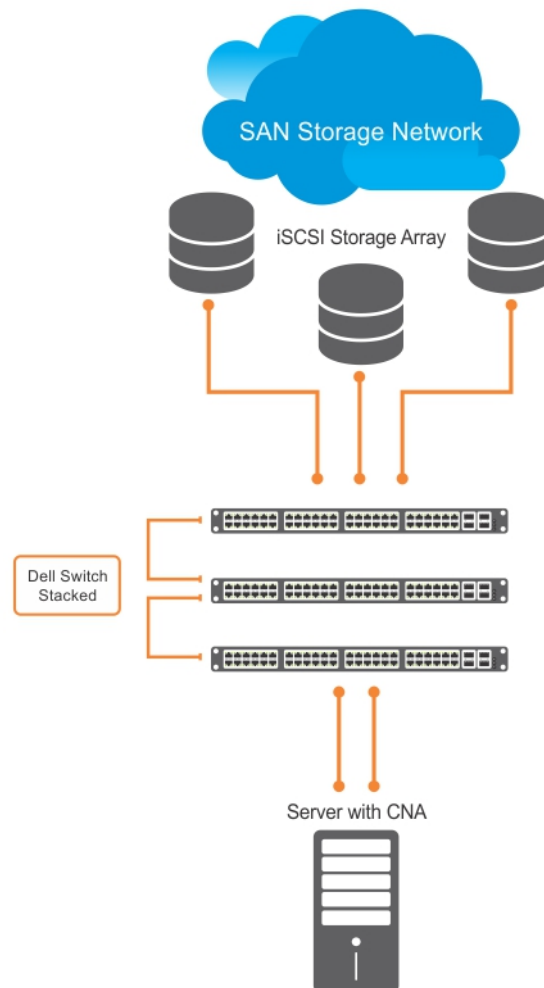 SAN Storage Network
iSCSI Storage Array
Dell Switch
Stacked
Server with CNA